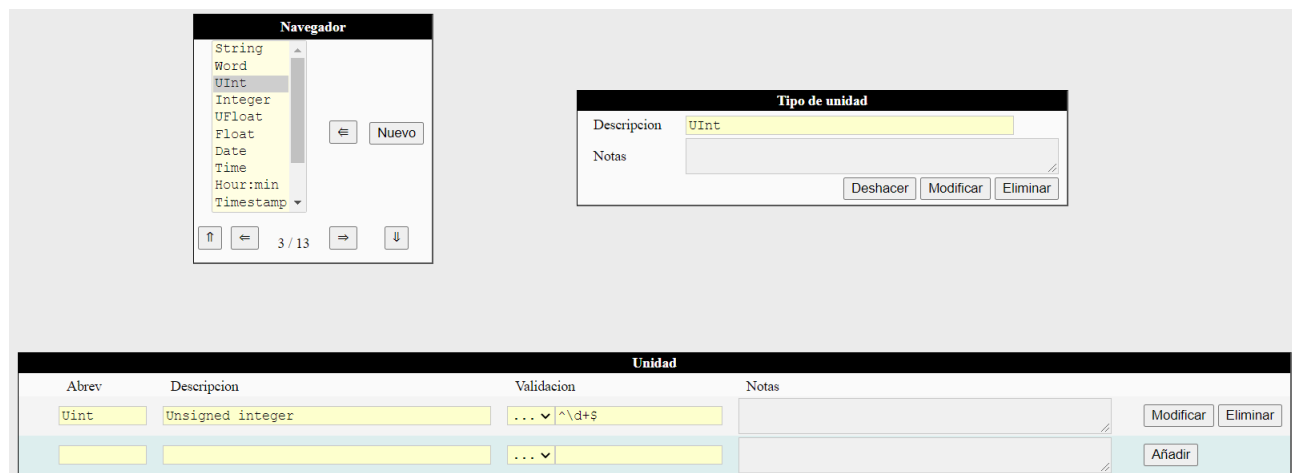 Navegador
String
Word
UInt
Integer
UFloat
Float
Date
Time
Hour:min
Timestamp
⇚ Nuevo
⇑ ⇐ 3 / 13 ⇒ ⇓
Tipo de unidad
Descripcion UInt
Notas
Deshacer Modificar Eliminar
Unidad
Abrev Descripcion Validacion Notas
Uint Unsigned integer ... ^\d+$ Modificar Eliminar
... Añadir